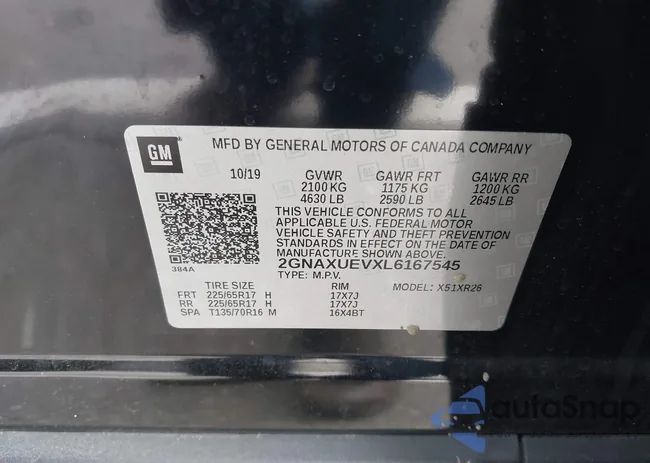 GM
MFD BY GENERAL MOTORS OF CANADA COMPANY
10/19 GVWR GAWR FRT GAWR RR
2100 KG 1175 KG 1200 KG
4630 LB 2590 LB 2645 LB
THIS VEHICLE CONFORMS TO ALL
APPLICABLE U.S. FEDERAL MOTOR
VEHICLE SAFETY, BUMPER, AND THEFT
PREVENTION STANDARDS IN EFFECT ON
THE DATE OF MANUFACTURE SHOWN ABOVE.
384A
2GNAXUEVXL6167545
TYPE: M.P.V.
TIRE SIZE RIM MODEL: X51XR26
FRT 225/65R17 H 17X7J
RR 225/65R17 H 17X7J
SPA T135/70R16 M 16X4BT
autoSnap